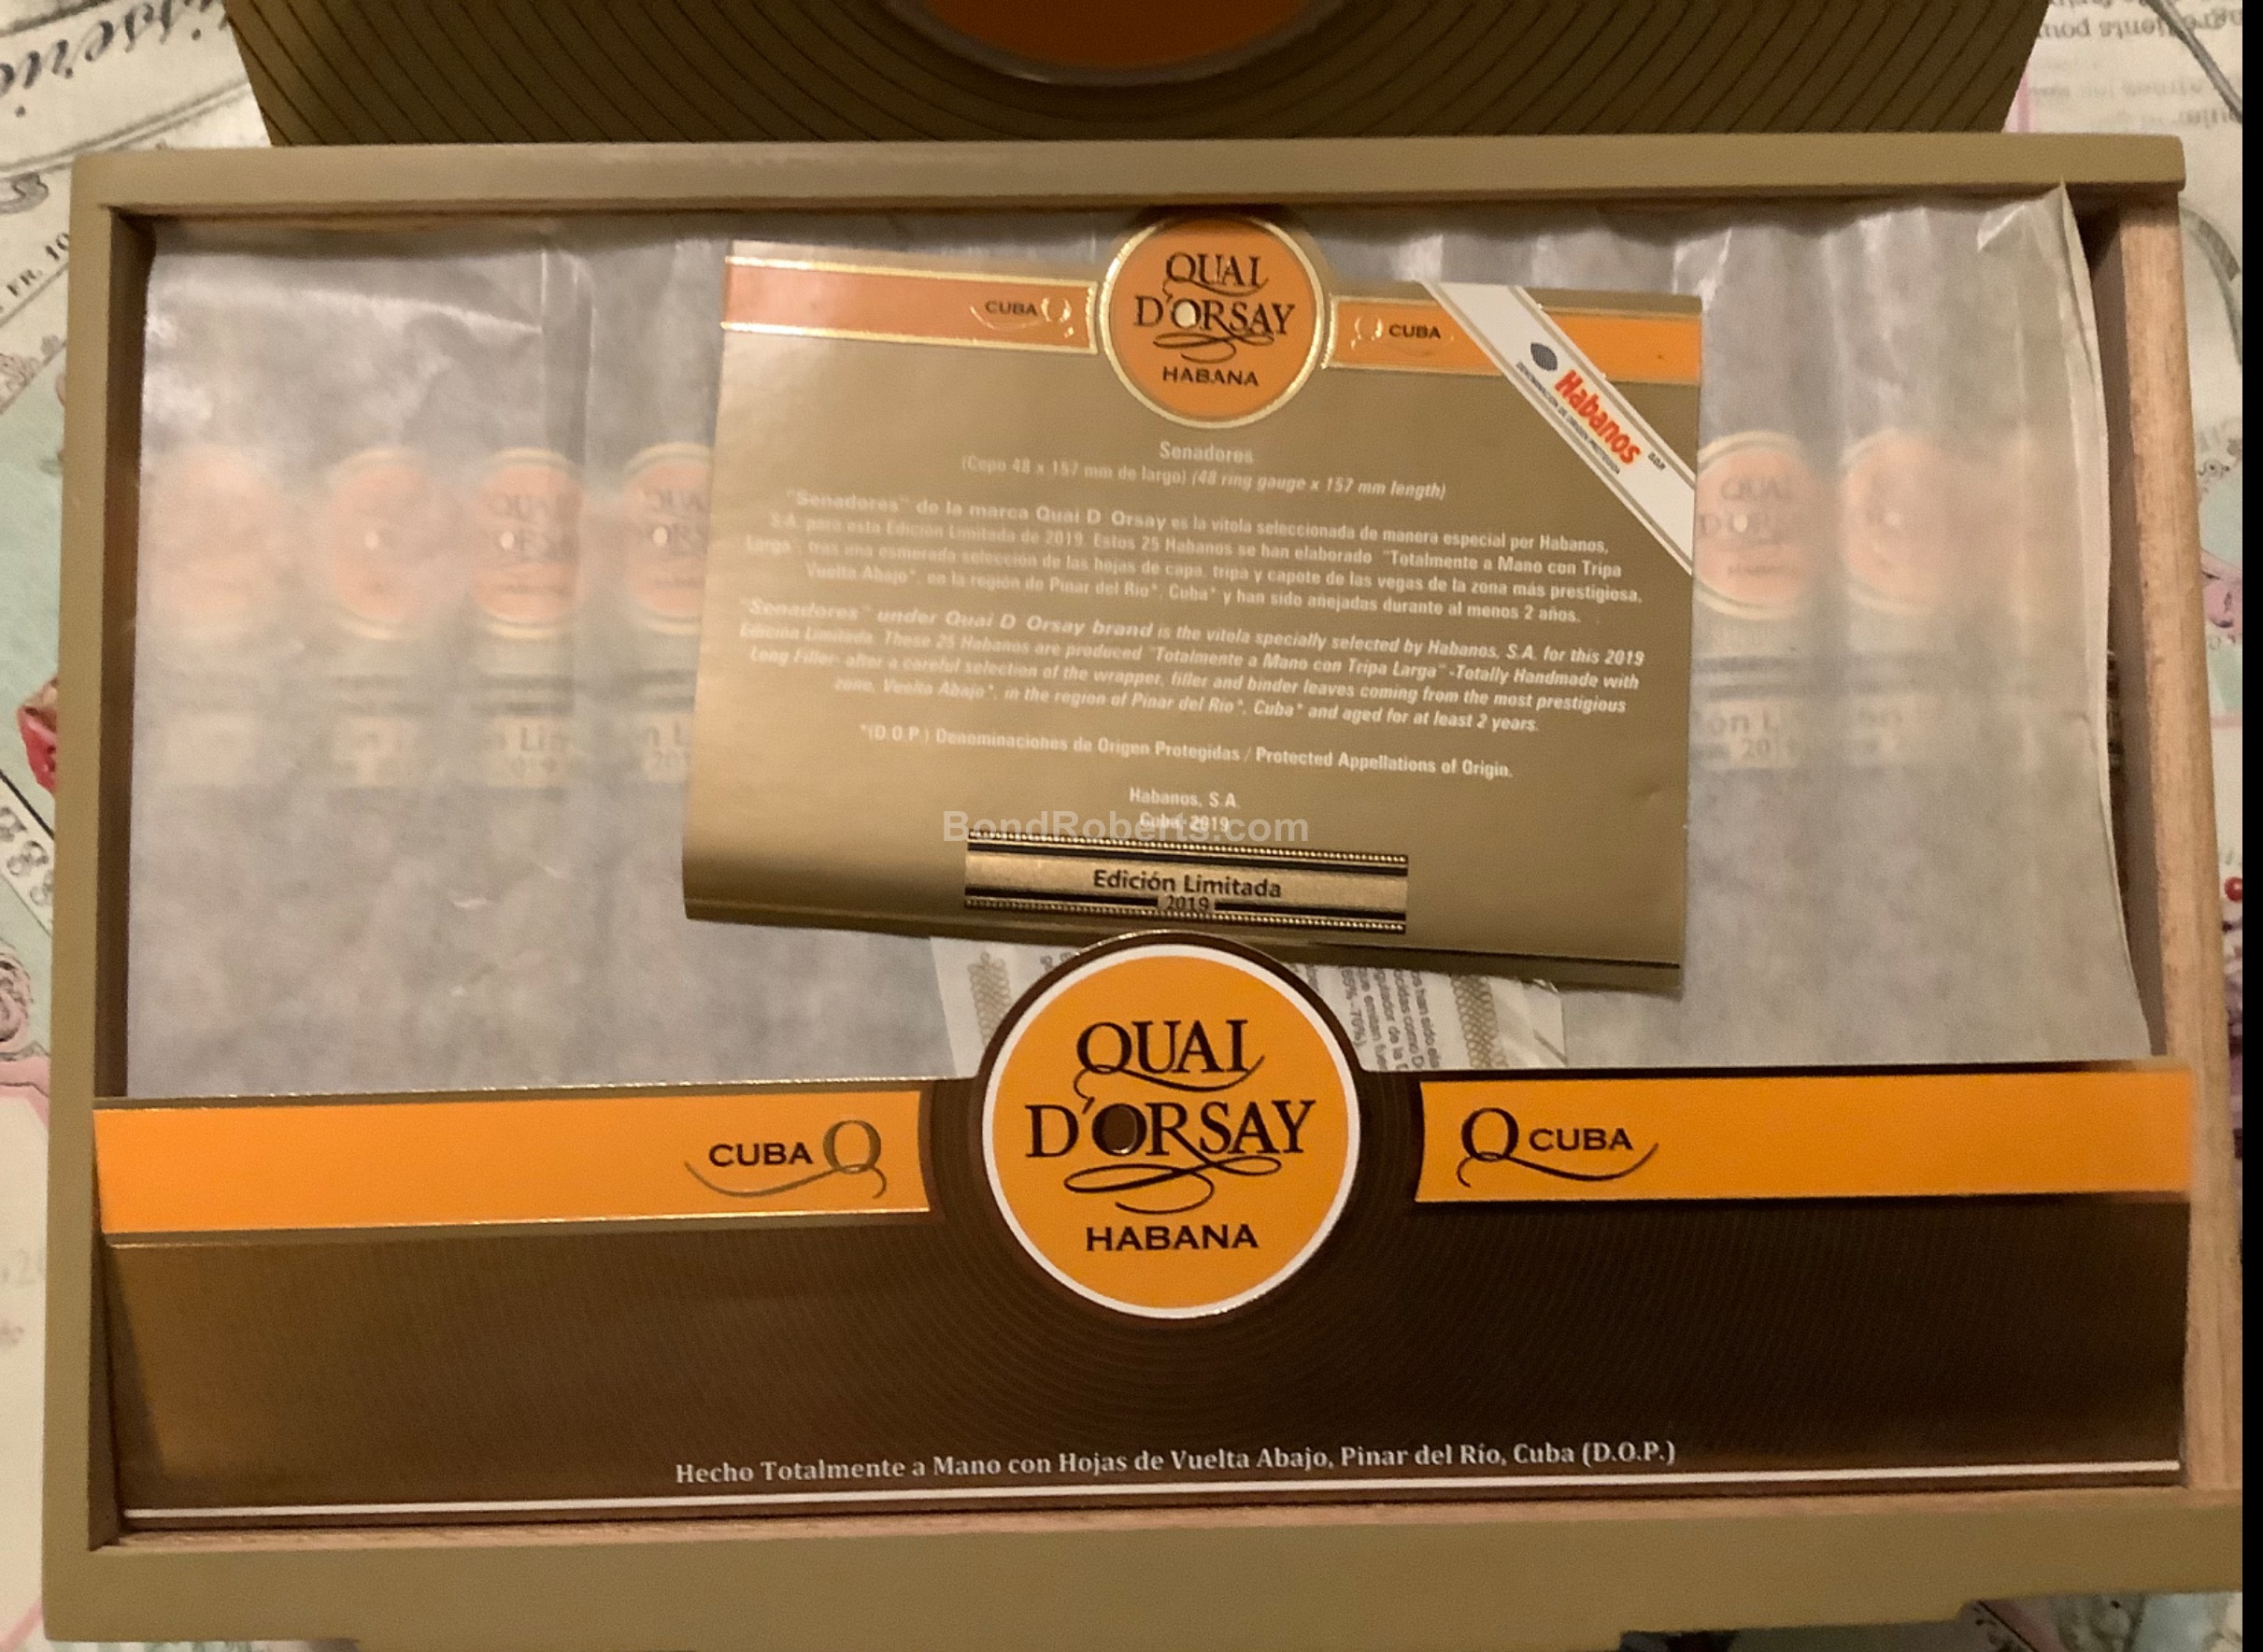 QUAI
D'ORSAY
HABANA
CUBA Q
Q CUBA
Habanos
DENOMINACIÓN DE ORIGEN PROTEGIDA
D.O.P.
Senadores
(Cepo 48 x 157 mm de largo) (48 ring gauge x 157 mm length)
"Senadores" de la marca Quai D´Orsay es la vitola seleccionada de manera especial por Habanos,
S.A. para esta Edición Limitada de 2019. Estos 25 Habanos se han elaborado "Totalmente a Mano con Tripa
Larga", tras una esmerada selección de las hojas de capa, tripa y capote de las vegas de la zona más prestigiosa,
Vuelta Abajo*, en la región de Pinar del Río*, Cuba* y han sido añejadas durante al menos 2 años.
"Senadores" under Quai D´Orsay brand is the vitola specially selected by Habanos, S.A. for this 2019
Edición Limitada. These 25 Habanos are produced "Totalmente a Mano con Tripa Larga" -Totally Handmade with
Long Filler- after a careful selection of the wrapper, filler and binder leaves coming from the most prestigious
zone, Vuelta Abajo*, in the region of Pinar del Río*, Cuba* and aged for at least 2 years.
*(D.O.P.) Denominaciones de Origen Protegidas / Protected Appellations of Origin.
Habanos, S.A.
Cuba, 2019
BondRoberts.com
Edición Limitada
2019
QUAI
D'ORSAY
HABANA
CUBA Q
Q CUBA
Hecho Totalmente a Mano con Hojas de Vuelta Abajo, Pinar del Río, Cuba (D.O.P.)
FR. 10